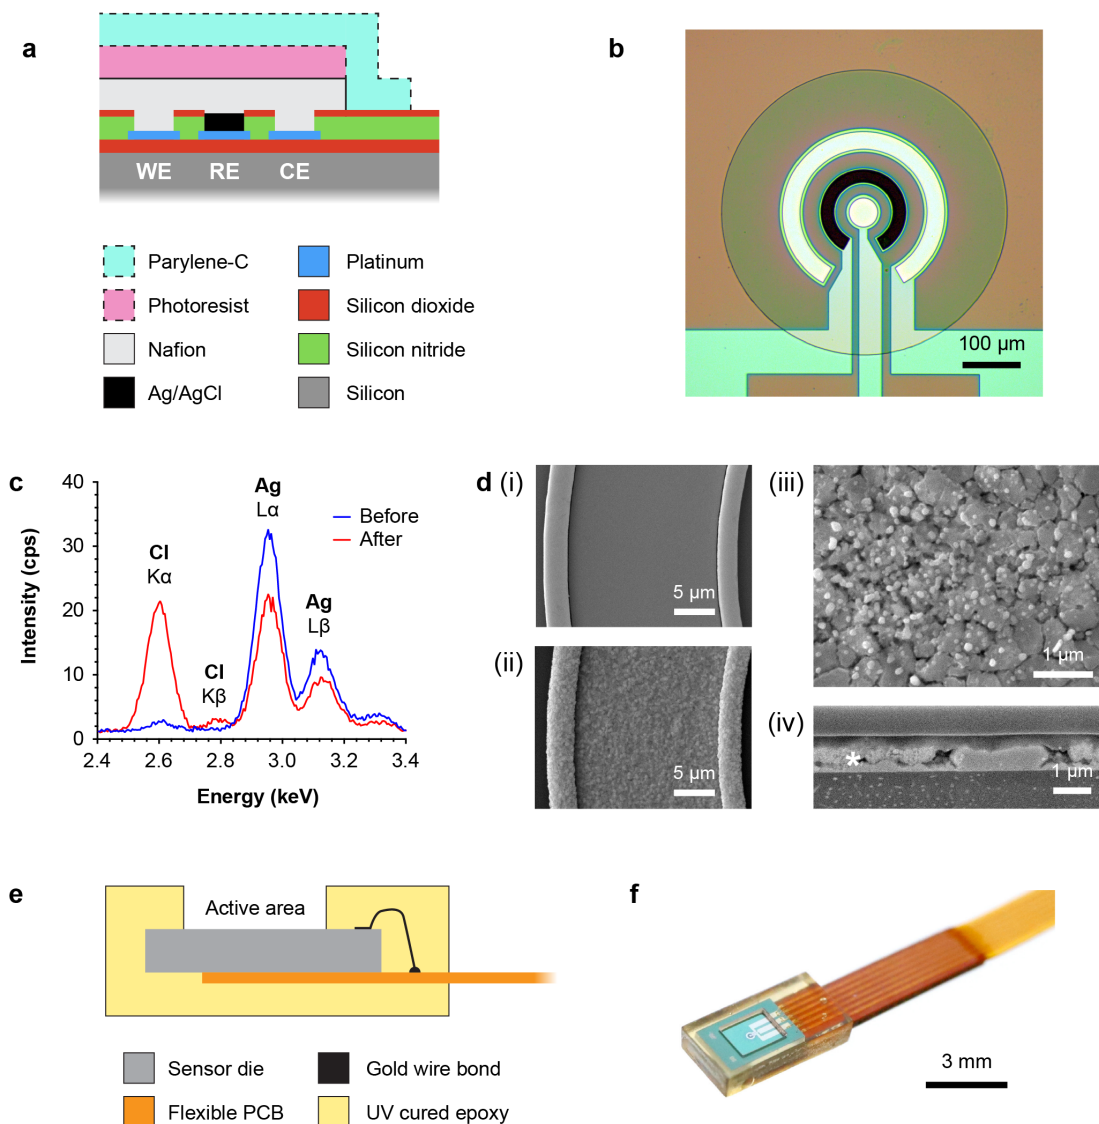 a
WE RE CE
Parylene-C
Photoresist
Nafion
Ag/AgCl
Platinum
Silicon dioxide
Silicon nitride
Silicon
b
100 µm
c
40
30
20
10
0
Intensity (cps)
2.4 2.6 2.8 3.0 3.2 3.4
Energy (keV)
Cl
Kα
Cl
Kβ
Ag
Lα
Ag
Lβ
Before
After
d (i)
5 µm
(ii)
5 µm
(iii)
1 µm
(iv)
*
1 µm
e
Active area
Sensor die
Flexible PCB
Gold wire bond
UV cured epoxy
f
3 mm